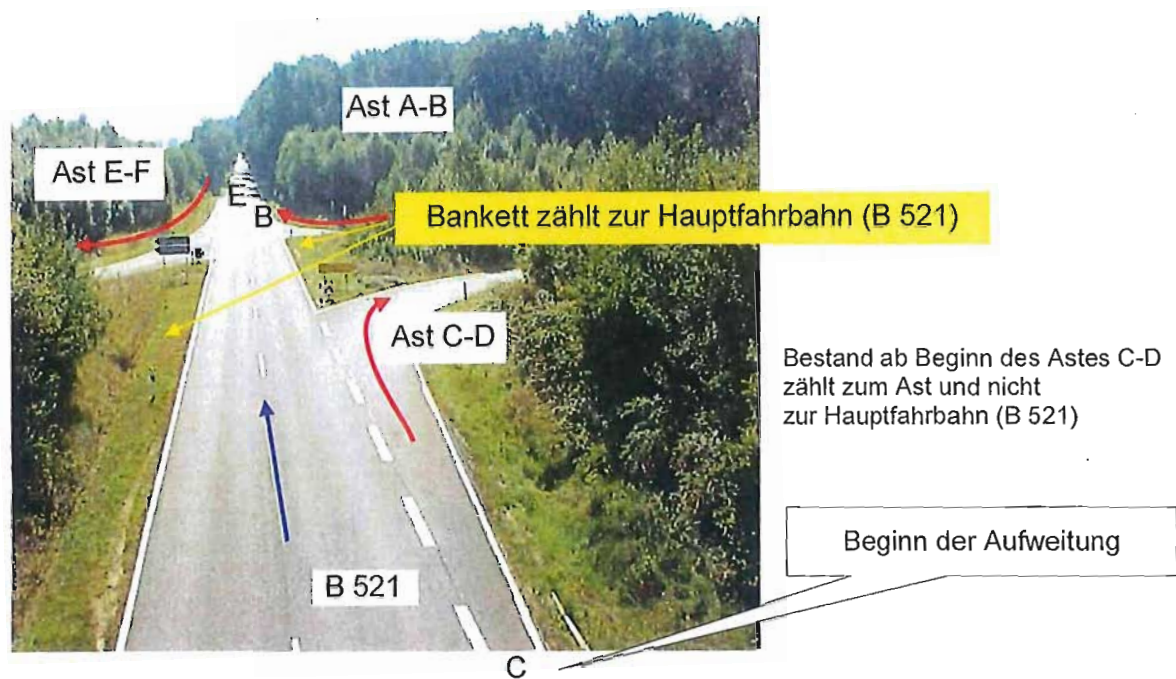 Ast A-B
Ast E-F
E
B
Bankett zählt zur Hauptfahrbahn (B 521)
Ast C-D
Bestand ab Beginn des Astes C-D
zählt zum Ast und nicht
zur Hauptfahrbahn (B 521)
Beginn der Aufweitung
B 521
C